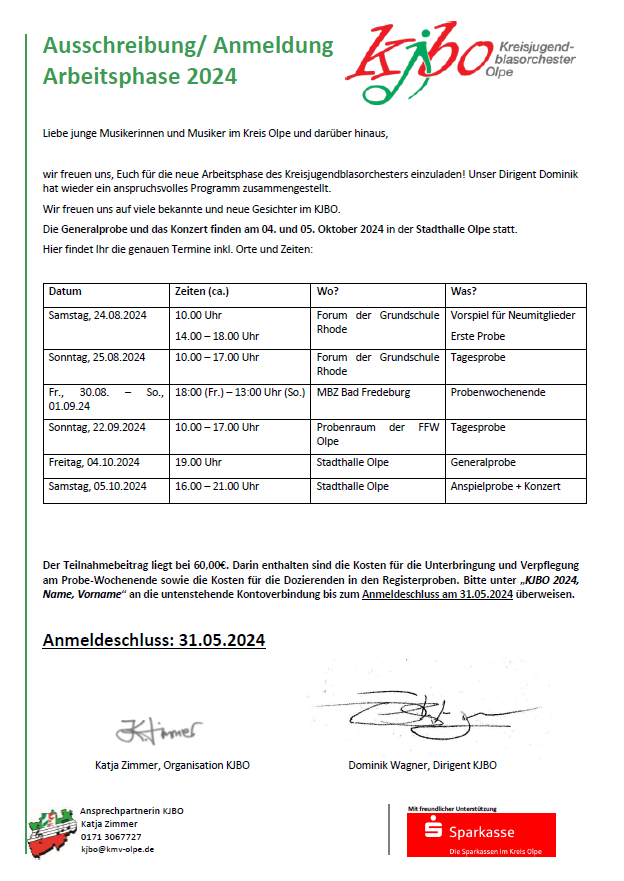 Ausschreibung/ Anmeldung
Arbeitsphase 2024
kjbo
Kreisjugend-
blasorchester
Olpe
Liebe junge Musikerinnen und Musiker im Kreis Olpe und darüber hinaus,
wir freuen uns, Euch für die neue Arbeitsphase des Kreisjugendblasorchesters einzuladen! Unser Dirigent Dominik
hat wieder ein anspruchsvolles Programm zusammengestellt.
Wir freuen uns auf viele bekannte und neue Gesichter im KJBO.
Die Generalprobe und das Konzert finden am 04. und 05. Oktober 2024 in der Stadthalle Olpe statt.
Hier findet Ihr die genauen Termine inkl. Orte und Zeiten:
Datum Zeiten (ca.) Wo? Was?
Samstag, 24.08.2024 10.00 Uhr Forum der Grundschule Vorspiel für Neumitglieder
14.00 – 18.00 Uhr Rhode Erste Probe
Sonntag, 25.08.2024 10.00 – 17.00 Uhr Forum der Grundschule Tagesprobe
Rhode
Fr., 30.08. – So., 18:00 (Fr.) – 13:00 Uhr (So.) MBZ Bad Fredeburg Probenwochenende
01.09.24
Sonntag, 22.09.2024 10.00 – 17.00 Uhr Probenraum der FFW Tagesprobe
Olpe
Freitag, 04.10.2024 19.00 Uhr Stadthalle Olpe Generalprobe
Samstag, 05.10.2024 16.00 – 21.00 Uhr Stadthalle Olpe Anspielprobe + Konzert
Der Teilnahmebeitrag liegt bei 60,00€. Darin enthalten sind die Kosten für die Unterbringung und Verpflegung
am Probe-Wochenende sowie die Kosten für die Dozierenden in den Registerproben. Bitte unter „KJBO 2024,
Name, Vorname“ an die untenstehende Kontoverbindung bis zum Anmeldeschluss am 31.05.2024 überweisen.
Anmeldeschluss: 31.05.2024
K Zimmer
Katja Zimmer, Organisation KJBO Dominik Wagner, Dirigent KJBO
Ansprechpartnerin KJBO
Katja Zimmer
0171 3067727
kjbo@kmv-olpe.de
Mit freundlicher Unterstützung
Sparkasse
Die Sparkassen im Kreis Olpe